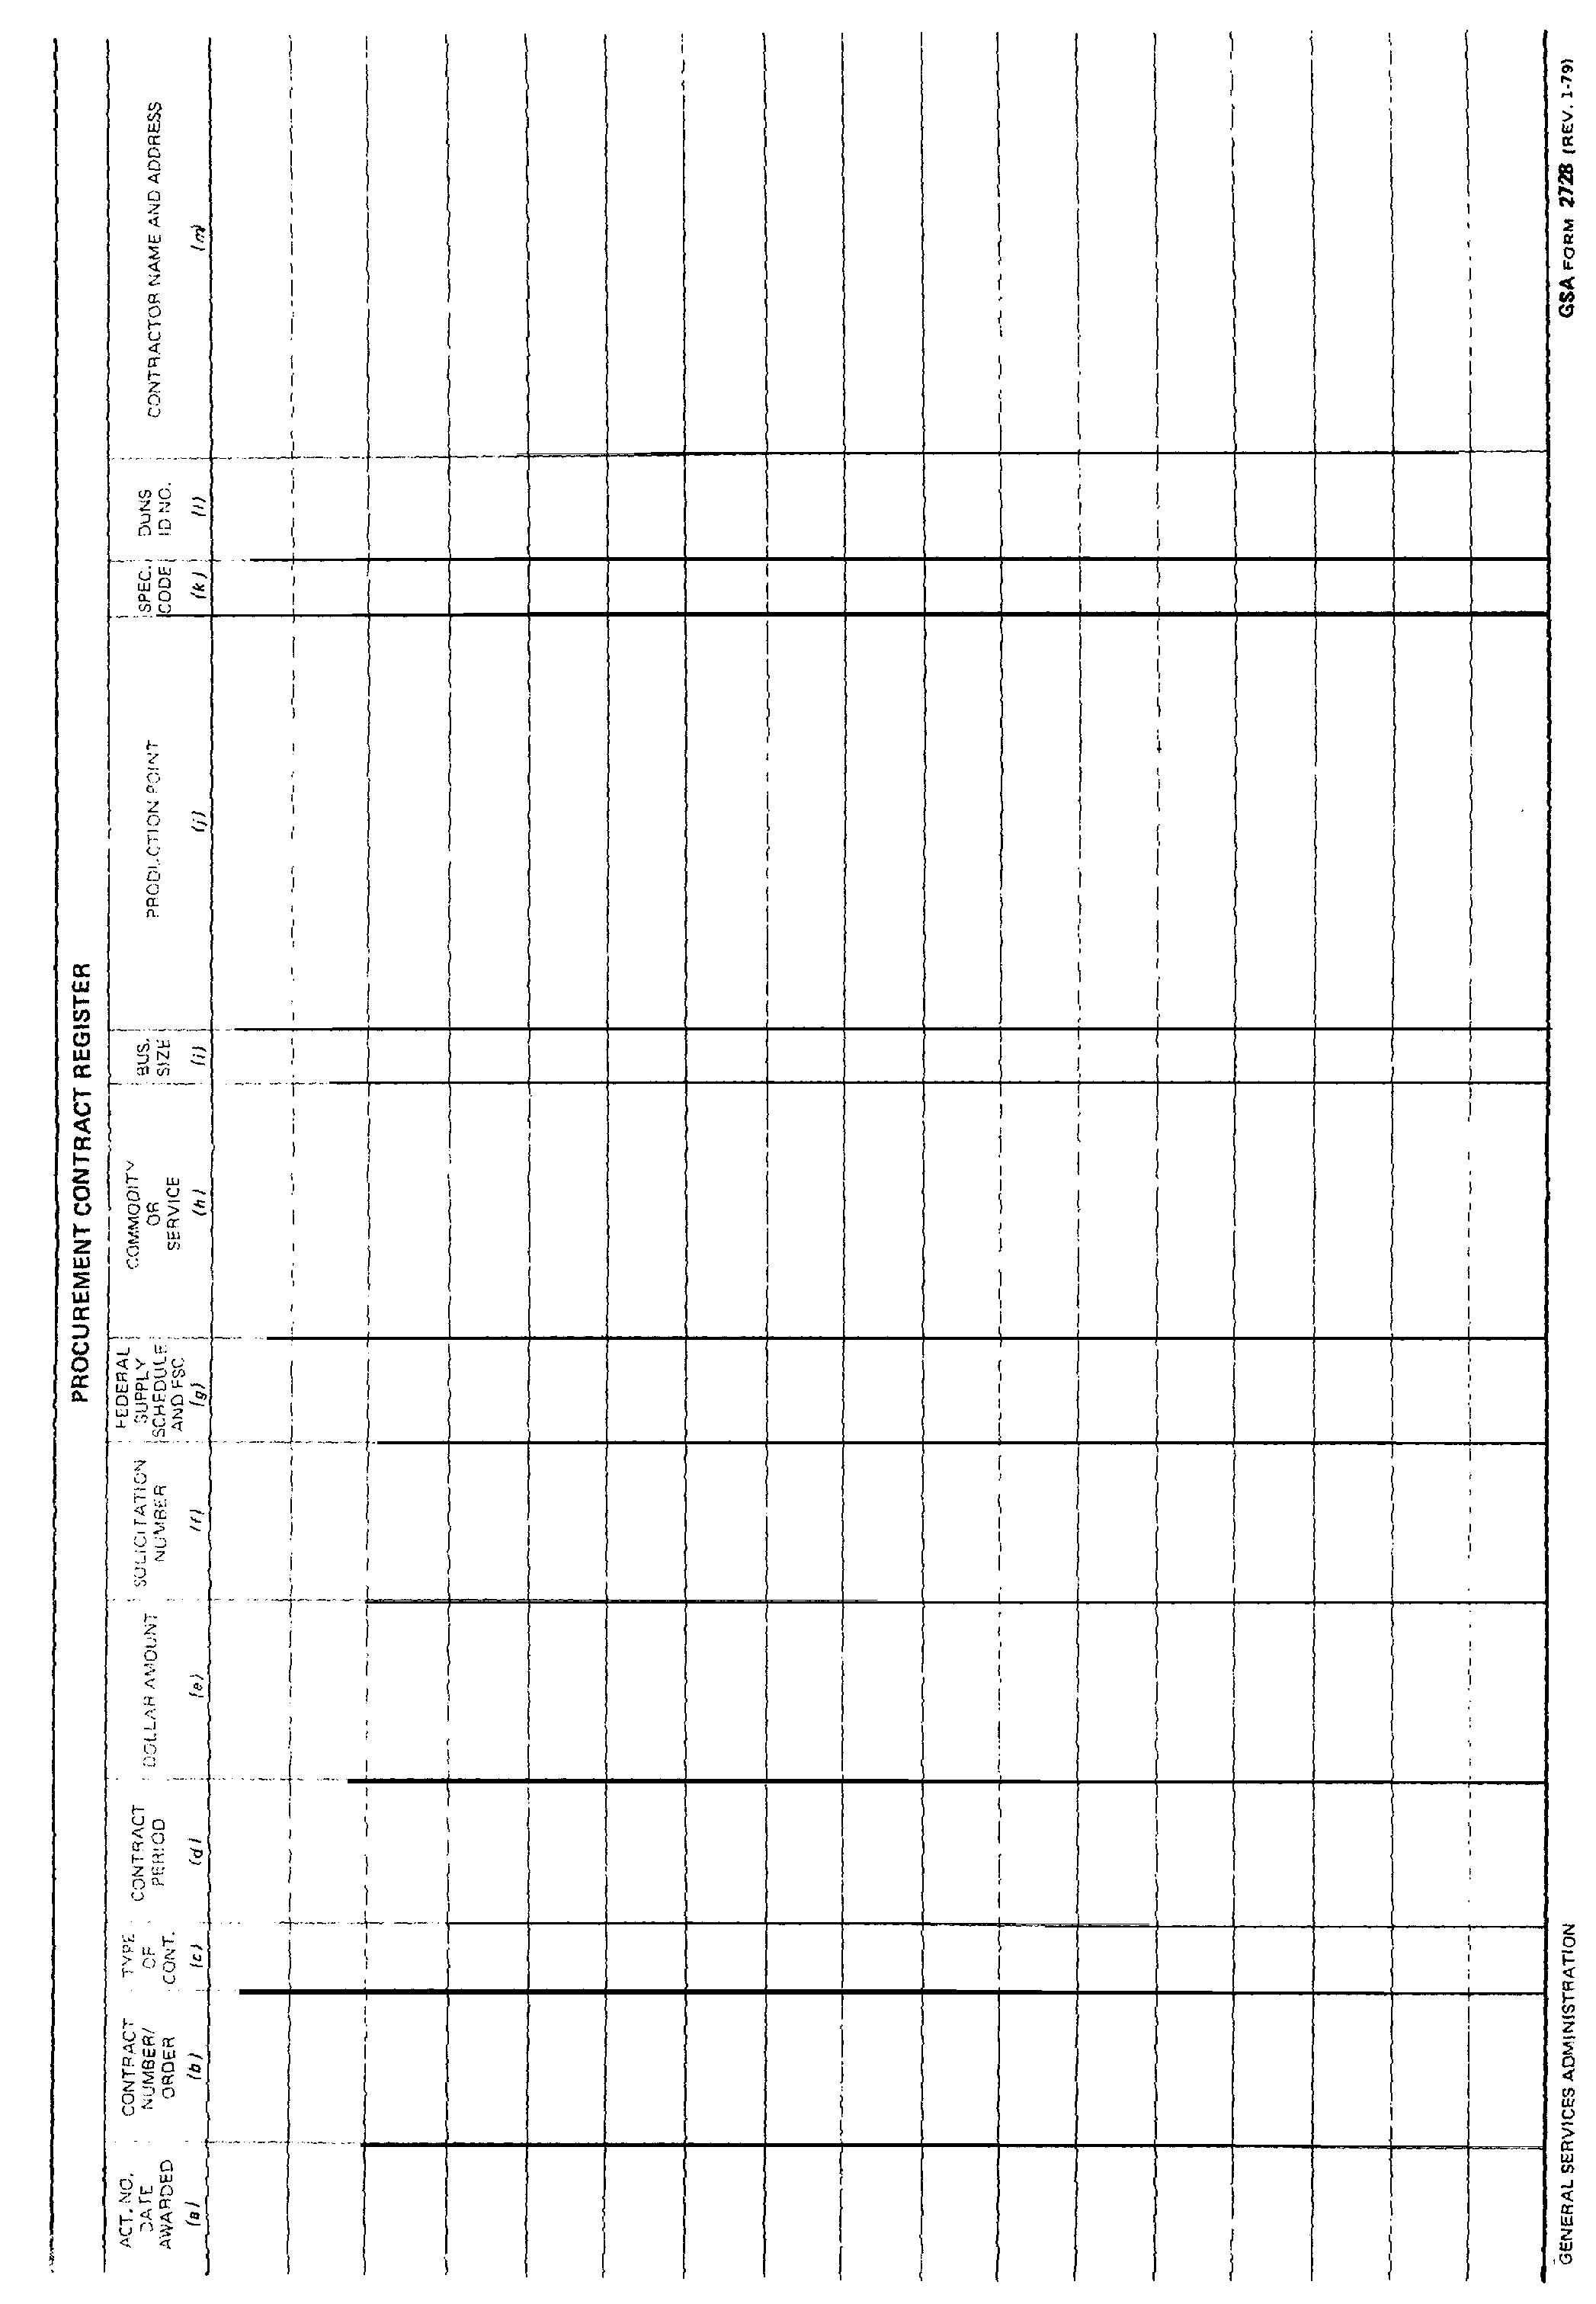 PROCUREMENT CONTRACT REGISTER
ACT. NO.
DATE
AWARDED
(a)
CONTRACT
NUMBER/
ORDER
(b)
TYPE
OF
CONT.
(c)
CONTRACT
PERIOD
(d)
DOLLAR AMOUNT
(e)
SOLICITATION
NUMBER
(f)
FEDERAL
SUPPLY
SCHEDULE
AND FSC
(g)
COMMODITY
OR
SERVICE
(h)
BUS.
SIZE
(i)
PRODUCTION POINT
(j)
SPEC.
CODE
(k)
DUNS
ID NO.
(l)
CONTRACTOR NAME AND ADDRESS
(m)
GENERAL SERVICES ADMINISTRATION
GSA FORM 2728 (REV. 1-79)